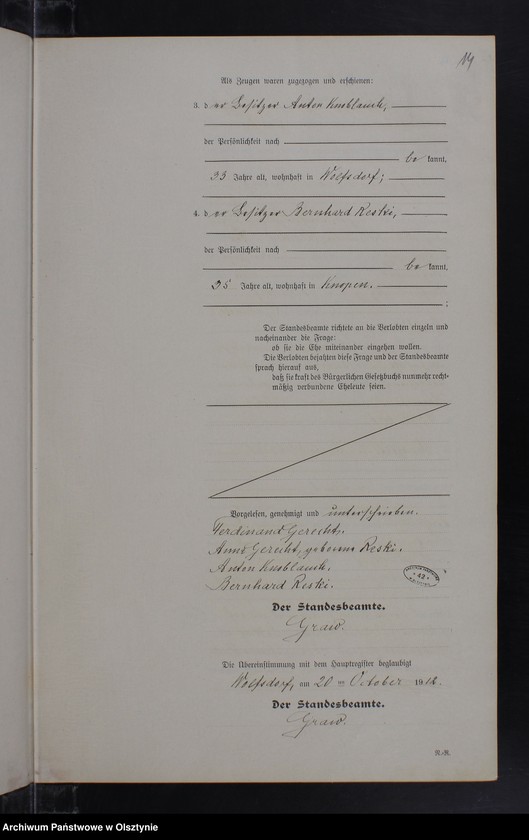 14
Als Zeugen waren zugezogen und erschienen:
3. der Besitzer Anton Knoblauch,
der Persönlichkeit nach
be kannt,
33 Jahre alt, wohnhaft in Wolfsdorf;
4. der Besitzer Bernhard Reski,
der Persönlichkeit nach
be kannt,
35 Jahre alt, wohnhaft in Knopen.
;
Der Standesbeamte richtete an die Verlobten einzeln und
nacheinander die Frage:
ob sie die Ehe miteinander eingehen wollen.
Die Verlobten bejahten diese Frage und der Standesbeamte
sprach hierauf aus,
daß sie kraft des Bürgerlichen Gesetzbuchs nunmehr recht-
mäßig verbundene Eheleute seien.
Vorgelesen, genehmigt und unterschrieben.
Ferdinand Gerecht,
Anna Gerecht, geborene Reski.
Anton Knoblauch.
Bernhard Reski.
Der Standesbeamte.
Graw.
Die Übereinstimmung mit dem Hauptregister beglaubigt
Wolfsdorf, am 20 ten October 1912.
Der Standesbeamte.
Graw.
Archiwum Państwowe w Olsztynie